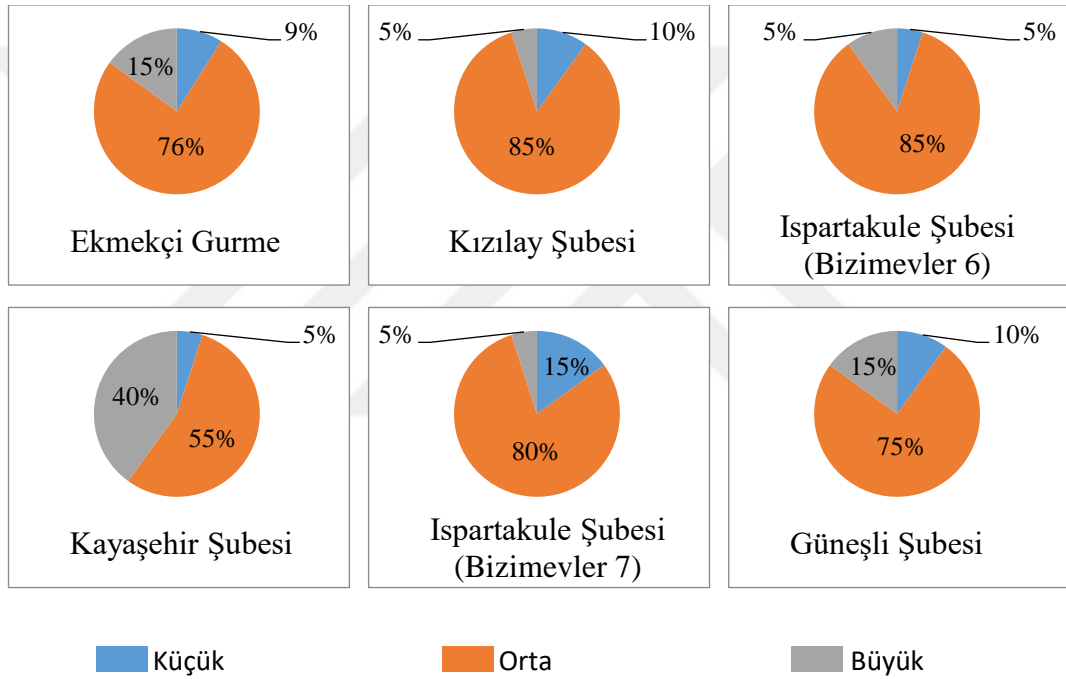 9%
15%
76%
Ekmekçi Gurme
5%
10%
85%
Kızılay Şubesi
5%
5%
85%
Ispartakule Şubesi
(Bizimevler 6)
5%
40%
55%
Kayaşehir Şubesi
5%
15%
80%
Ispartakule Şubesi
(Bizimevler 7)
10%
15%
75%
Güneşli Şubesi
Küçük
Orta
Büyük